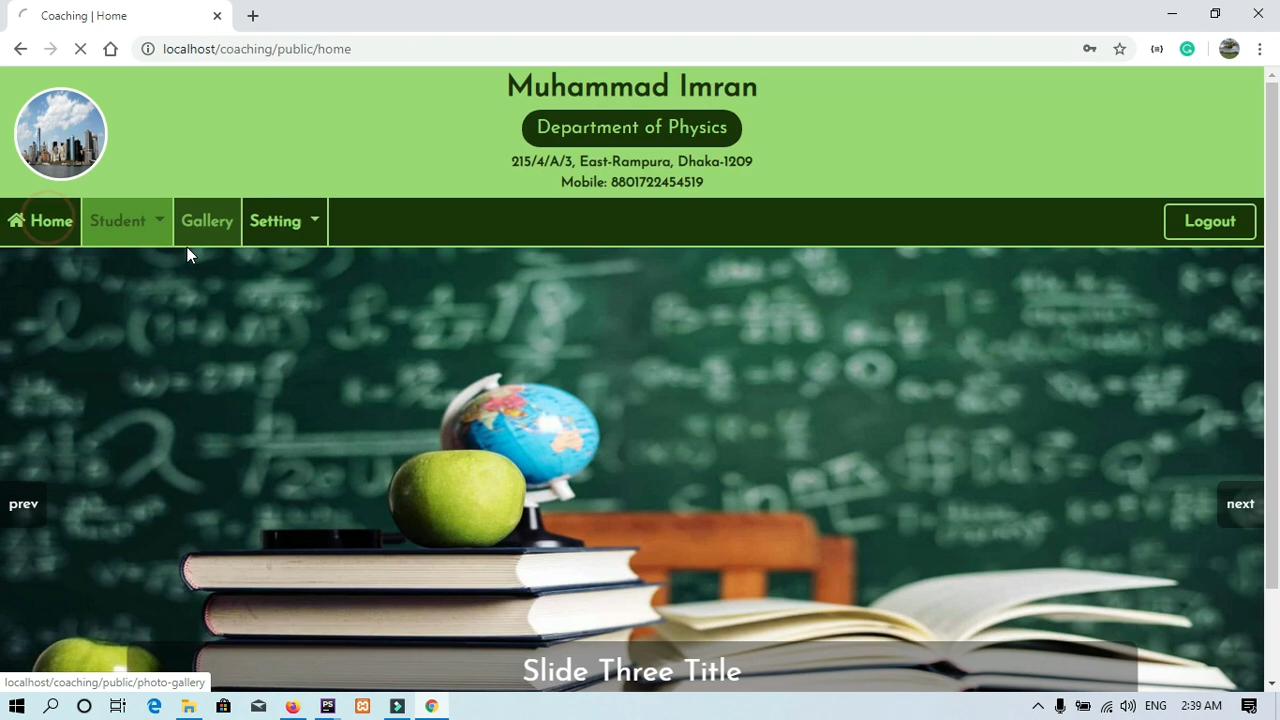 Coaching | Home
localhost/coaching/public/home
Muhammad Imran
Department of Physics
215/4/A/3, East-Rampura, Dhaka-1209
Mobile: 8801722454519
Home Student Gallery Setting Logout
prev next
Slide Three Title
localhost/coaching/public/photo-gallery
ENG 2:39 AM